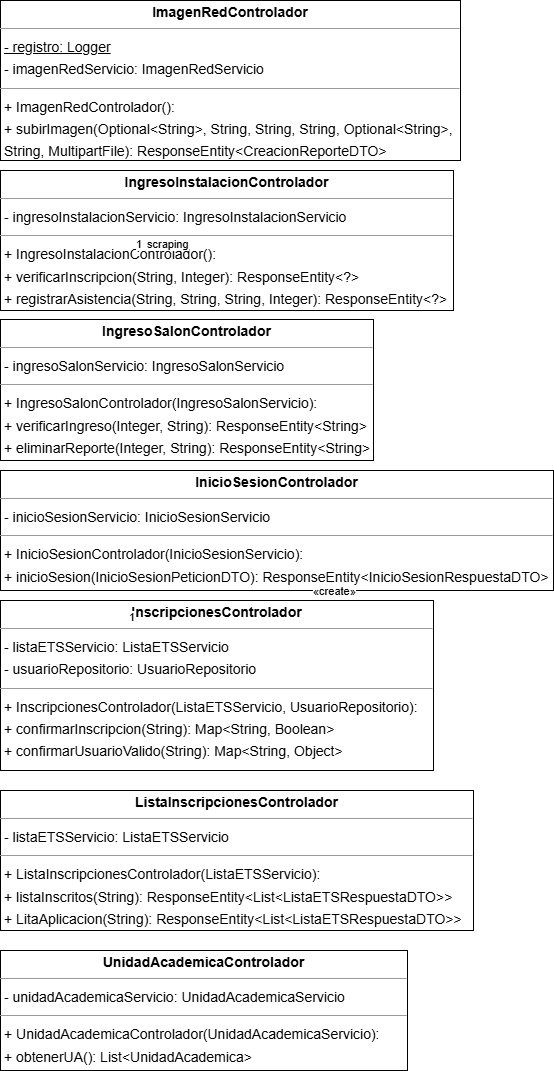 ImagenRedControlador
- registro: Logger
- imagenRedServicio: ImagenRedServicio
+ ImagenRedControlador():
+ subirImagen(Optional<String>, String, String, String, Optional<String>,
String, MultipartFile): ResponseEntity<CreacionReporteDTO>
IngresoInstalacionControlador
- ingresoInstalacionServicio: IngresoInstalacionServicio
1 scraping
+ IngresoInstalacionControlador():
+ verificarInscripcion(String, Integer): ResponseEntity<?>
+ registrarAsistencia(String, String, String, Integer): ResponseEntity<?>
IngresoSalonControlador
- ingresoSalonServicio: IngresoSalonServicio
+ IngresoSalonControlador(IngresoSalonServicio):
+ verificarIngreso(Integer, String): ResponseEntity<String>
+ eliminarReporte(Integer, String): ResponseEntity<String>
InicioSesionControlador
- inicioSesionServicio: InicioSesionServicio
+ InicioSesionControlador(InicioSesionServicio):
+ inicioSesion(InicioSesionPeticionDTO): ResponseEntity<InicioSesionRespuestaDTO>
«create»
InscripcionesControlador
1
- listaETSServicio: ListaETSServicio
- usuarioRepositorio: UsuarioRepositorio
+ InscripcionesControlador(ListaETSServicio, UsuarioRepositorio):
+ confirmarInscripcion(String): Map<String, Boolean>
+ confirmarUsuarioValido(String): Map<String, Object>
ListaInscripcionesControlador
- listaETSServicio: ListaETSServicio
+ ListaInscripcionesControlador(ListaETSServicio):
+ listaInscritos(String): ResponseEntity<List<ListaETSRespuestaDTO>>
+ LitaAplicacion(String): ResponseEntity<List<ListaETSRespuestaDTO>>
UnidadAcademicaControlador
- unidadAcademicaServicio: UnidadAcademicaServicio
+ UnidadAcademicaControlador(UnidadAcademicaServicio):
+ obtenerUA(): List<UnidadAcademica>